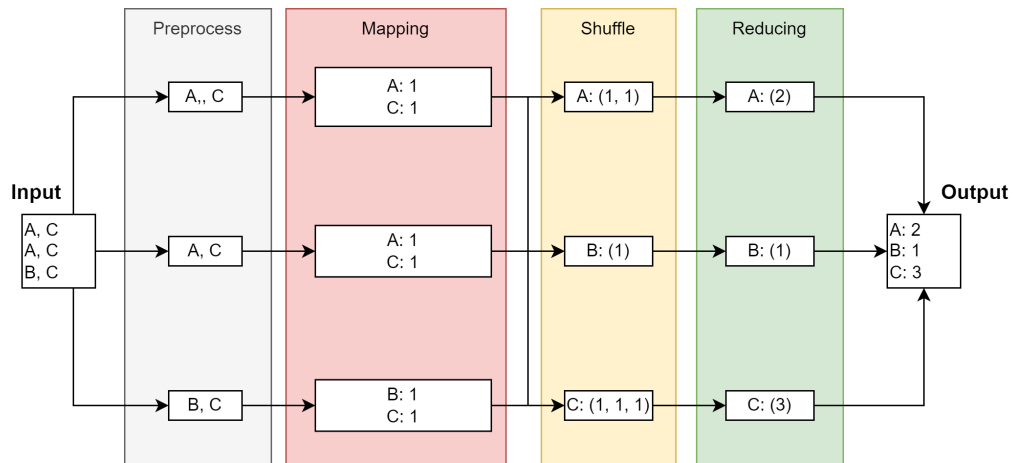 Preprocess
Mapping
Shuffle
Reducing
Input
A, C
A, C
B, C
A,, C
A, C
B, C
A: 1
C: 1
A: 1
C: 1
B: 1
C: 1
A: (1, 1)
B: (1)
C: (1, 1, 1)
A: (2)
B: (1)
C: (3)
Output
A: 2
B: 1
C: 3